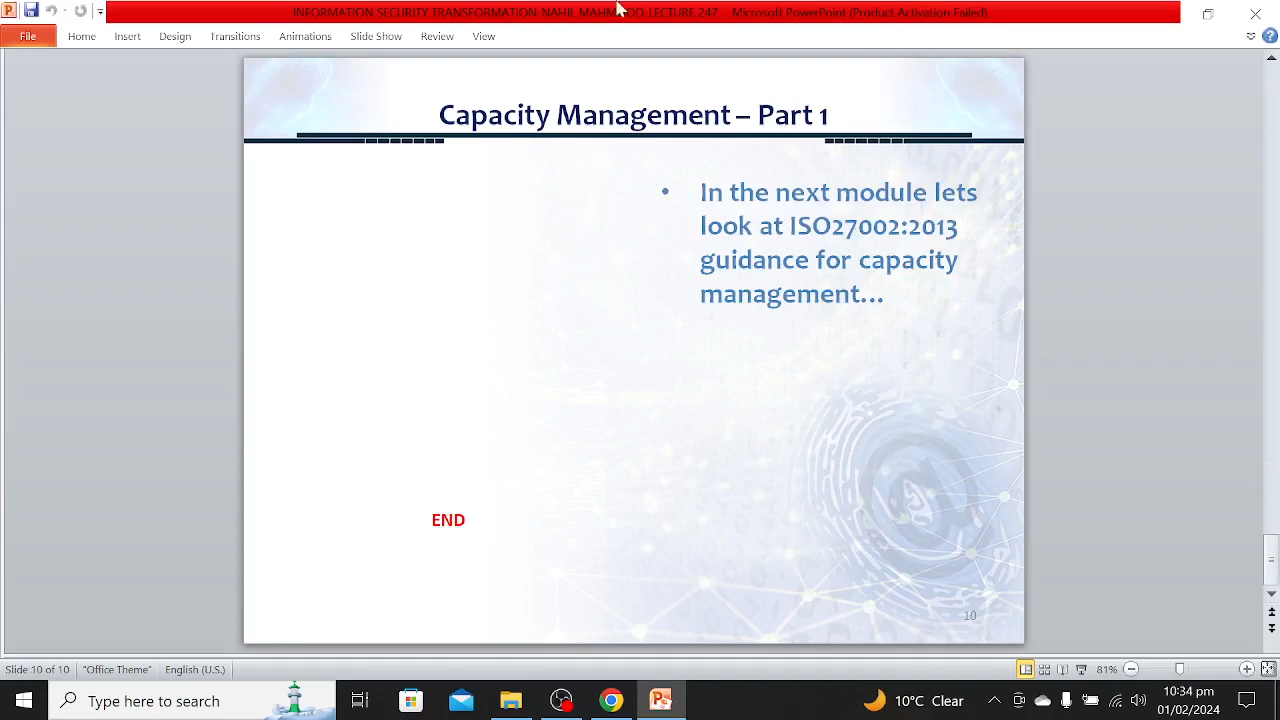 INFORMATION SECURITY TRANSFORMATION-NAHIL MAHMOOD-LECTURE 247 - Microsoft PowerPoint (Product Activation Failed)
File Home Insert Design Transitions Animations Slide Show Review View
Capacity Management – Part 1
• In the next module lets
look at ISO27002:2013
guidance for capacity
management…
END
10
Slide 10 of 10 "Office Theme" English (U.S.) 81%
Type here to search 10°C Clear 10:34 pm
01/02/2024